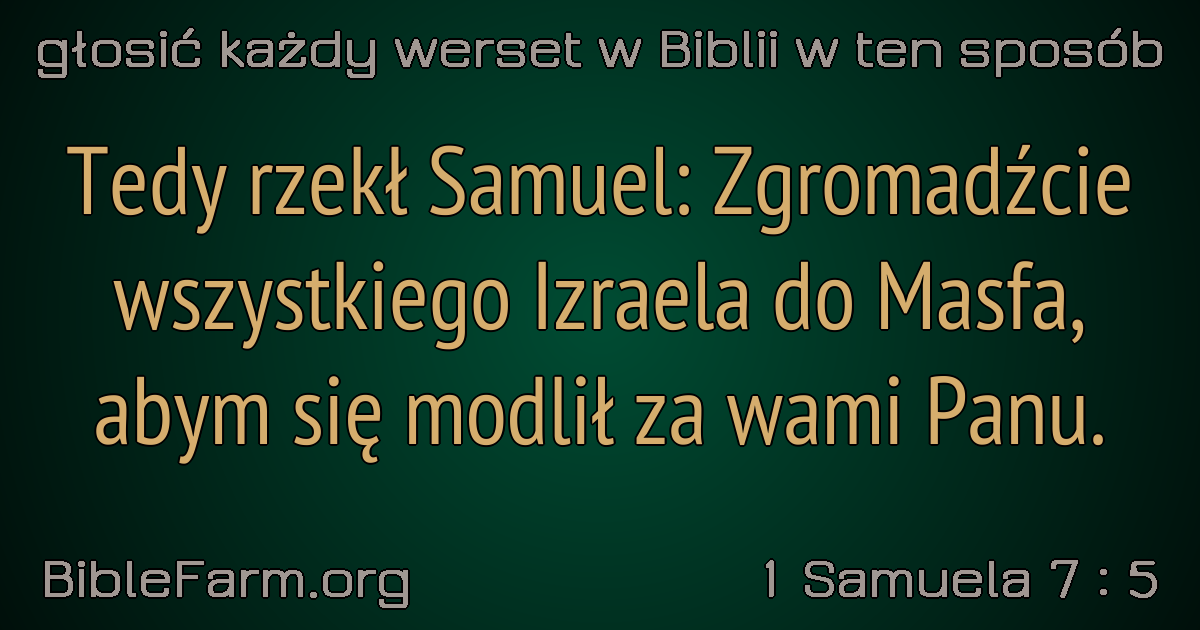 głosić każdy werset w Biblii w ten sposób
Tedy rzekł Samuel: Zgromadźcie
wszystkiego Izraela do Masfa,
abym się modlił za wami Panu.
BibleFarm.org
1 Samuela 7 : 5